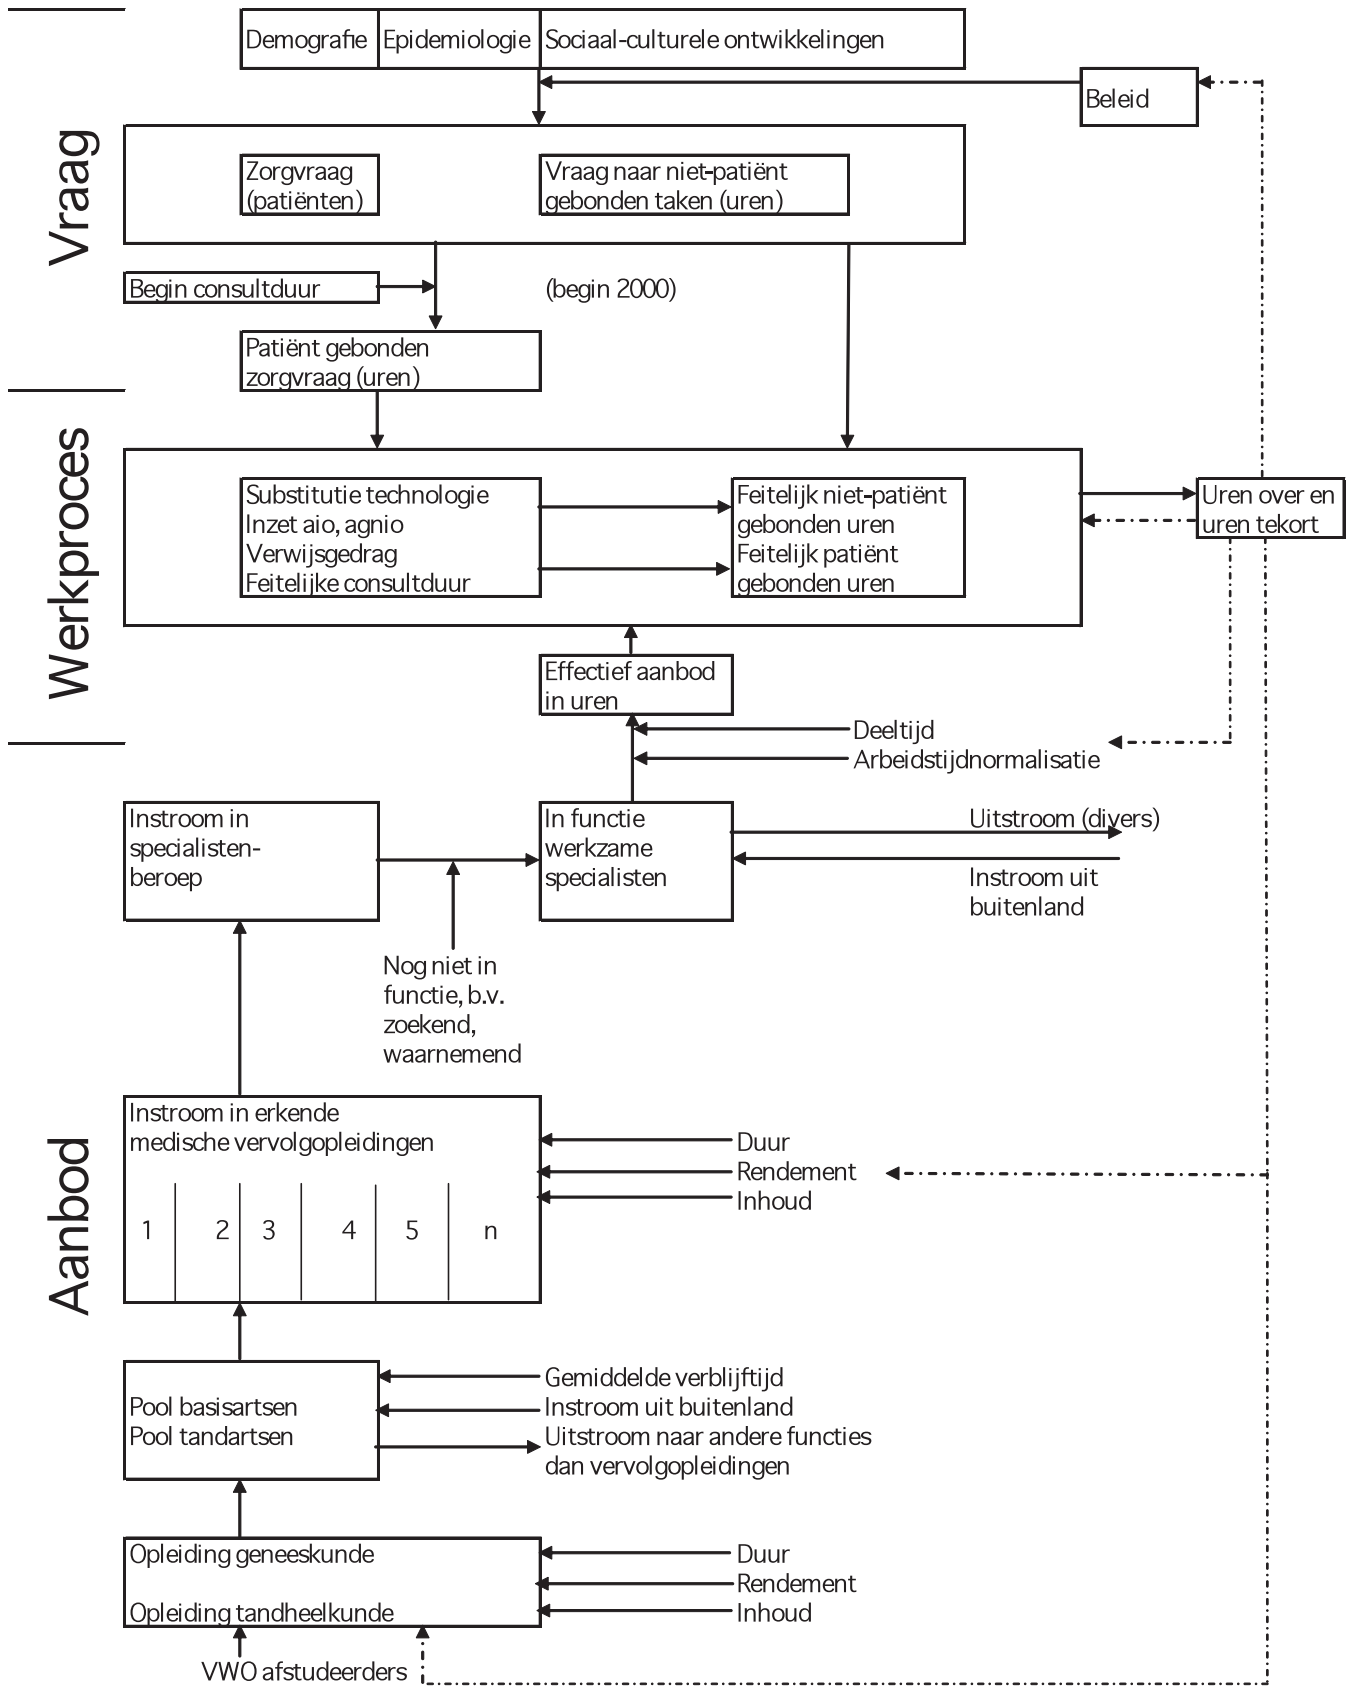 Demografie Epidemiologie Sociaal-culturele ontwikkelingen
Beleid
Vraag
Zorgvraag
(patiënten)
Vraag naar niet-patiënt
gebonden taken (uren)
Begin consultduur
(begin 2000)
Patiënt gebonden
zorgvraag (uren)
Werkproces
Substitutie technologie
Inzet aio, agnio
Verwijsgedrag
Feitelijke consultduur
Feitelijk niet-patiënt
gebonden uren
Feitelijk patiënt
gebonden uren
Uren over en
uren tekort
Effectief aanbod
in uren
Deeltijd
Arbeidstijdnormalisatie
Aanbod
Instroom in
specialisten-
beroep
In functie
werkzame
specialisten
Uitstroom (divers)
Instroom uit
buitenland
Nog niet in
functie, b.v.
zoekend,
waarnemend
Instroom in erkende
medische vervolgopleidingen
1 2 3 4 5 n
Duur
Rendement
Inhoud
Pool basisartsen
Pool tandartsen
Gemiddelde verblijftijd
Instroom uit buitenland
Uitstroom naar andere functies
dan vervolgopleidingen
Opleiding geneeskunde
Opleiding tandheelkunde
Duur
Rendement
Inhoud
VWO afstudeerders